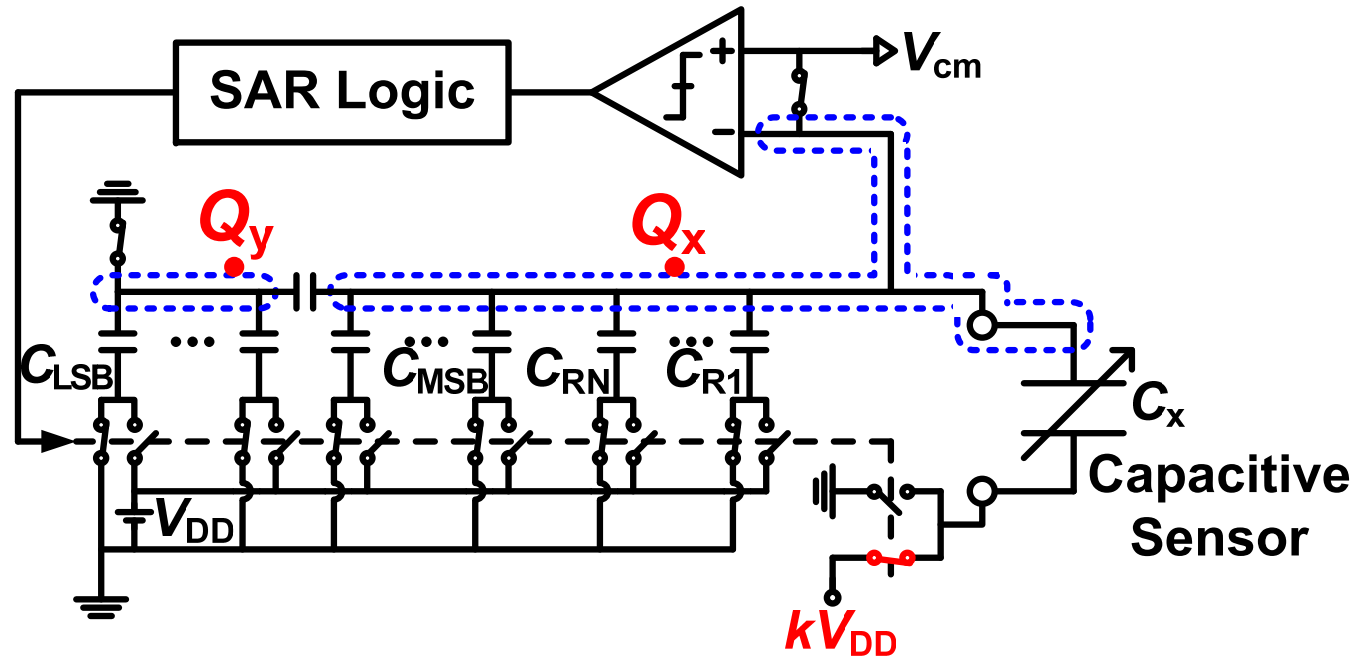 SAR Logic
+
Vcm
−
Qy
Qx
CLSB
•••
CMSB
•••
CRN
CR1
•••
Cx
Capacitive
Sensor
VDD
kVDD